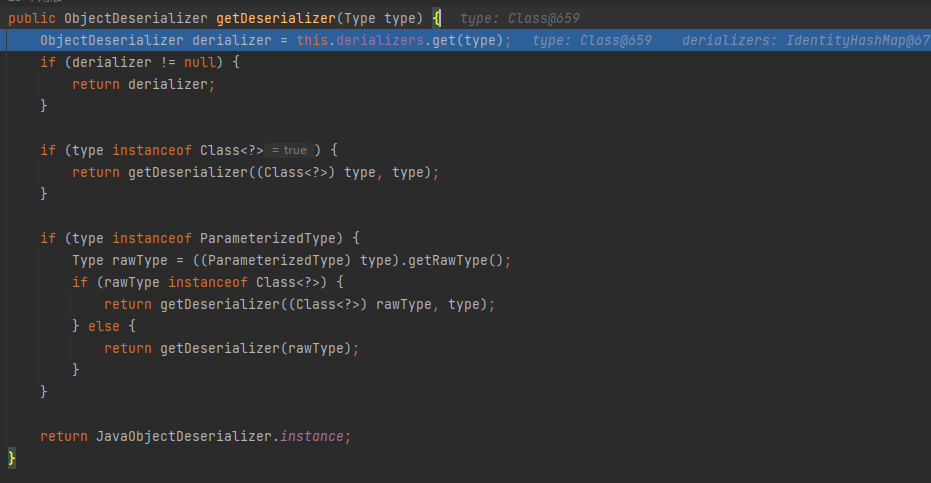 public ObjectDeserializer getDeserializer(Type type) { type: Class@659
ObjectDeserializer derializer = this.derializers.get(type); type: Class@659 derializers: IdentityHashMap@67
if (derializer != null) {
return derializer;
}
if (type instanceof Class<?> = true ) {
return getDeserializer((Class<?>) type, type);
}
if (type instanceof ParameterizedType) {
Type rawType = ((ParameterizedType) type).getRawType();
if (rawType instanceof Class<?>) {
return getDeserializer((Class<?>) rawType, type);
} else {
return getDeserializer(rawType);
}
}
return JavaObjectDeserializer.instance;
}